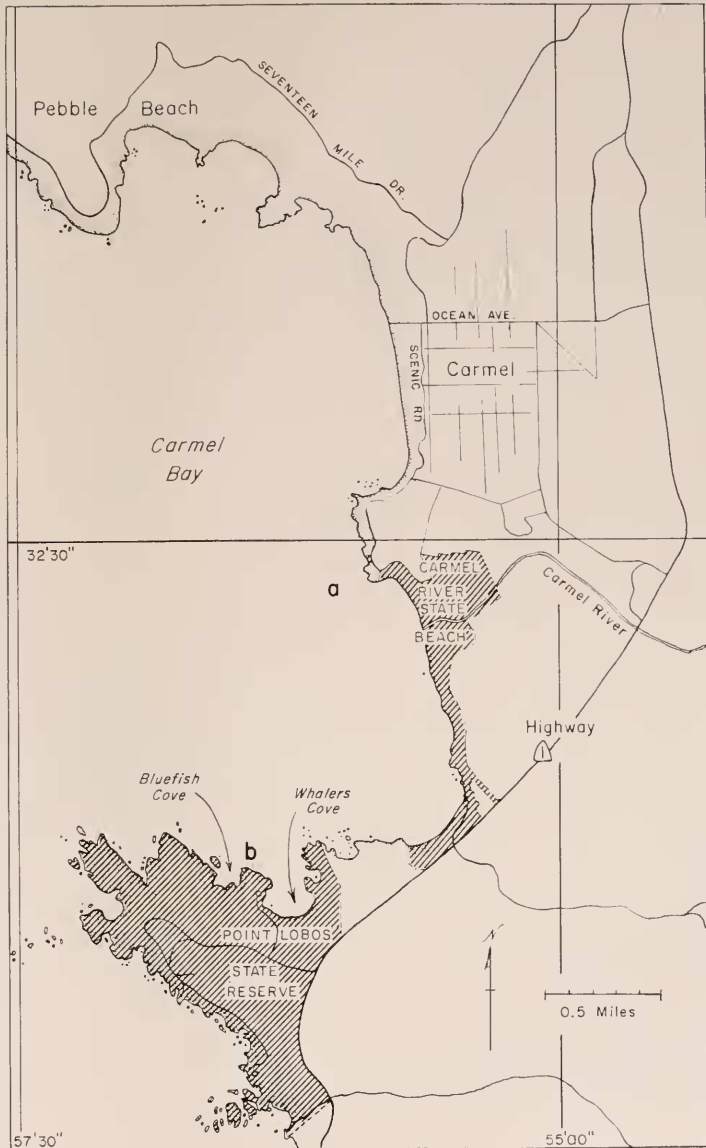 Pebble Beach
SEVENTEEN
MILE
DR.
OCEAN AVE.
SCENIC RD
Carmel
Carmel
Bay
32'30"
a
CARMEL
RIVER
STATE
BEACH
Carmel River
Highway
1
Bluefish
Cove
Whalers
Cove
b
POINT LOBOS
STATE
RESERVE
N
0.5 Miles
57'30"
55'00"